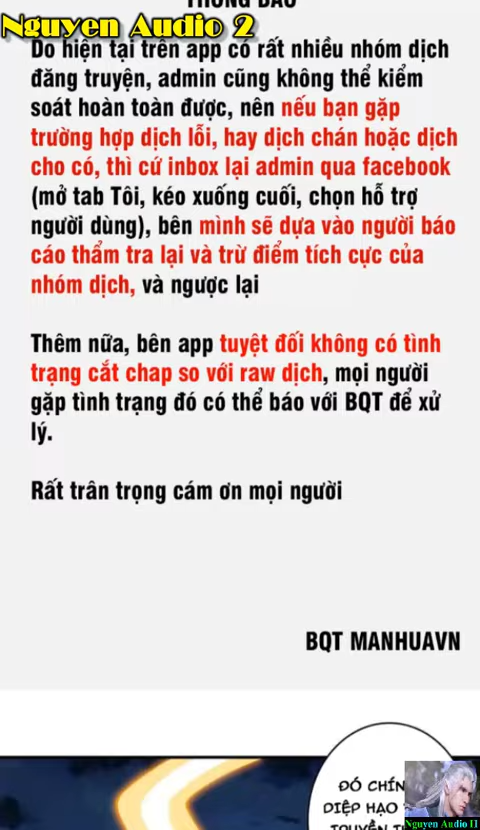 THÔNG BÁO
Nguyen Audio 2
Do hiện tại trên app có rất nhiều nhóm dịch
đăng truyện, admin cũng không thể kiểm
soát hoàn toàn được, nên nếu bạn gặp
trường hợp dịch lỗi, hay dịch chán hoặc dịch
cho có, thì cứ inbox lại admin qua facebook
(mở tab Tôi, kéo xuống cuối, chọn hỗ trợ
người dùng), bên mình sẽ dựa vào người báo
cáo thẩm tra lại và trừ điểm tích cực của
nhóm dịch, và ngược lại
Thêm nữa, bên app tuyệt đối không có tình
trạng cắt chap so với raw dịch, mọi người
gặp tình trạng đó có thể báo với BQT để xử
lý.
Rất trân trọng cám ơn mọi người
BQT MANHUAVN
ĐÓ CHÍN
DIỆP HẠO
TRUYỀN
Nguyen Audio II